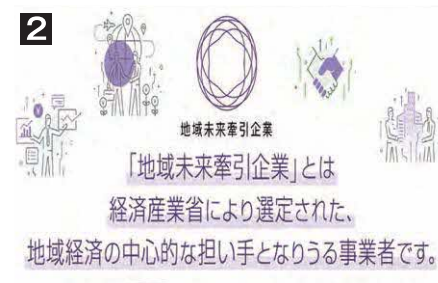 2
地域未来牽引企業
「地域未来牽引企業」とは
経済産業省により選定された、
地域経済の中心的な担い手となりうる事業者です。